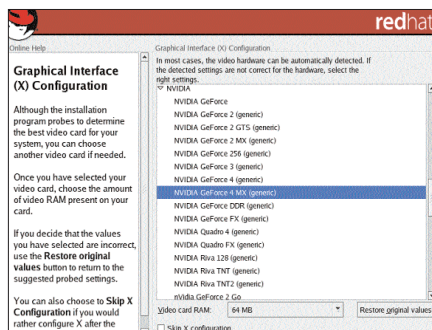 redhat
Online Help
Graphical Interface
(X) Configuration
Although the installation
program probes to determine
the best video card for your
system, you can choose
another video card if needed.
Once you have selected your
video card, choose the amount
of video RAM present on your
card.
If you decide that the values
you have selected are incorrect,
use the Restore original
values button to return to the
suggested probed settings.
You can also choose to Skip X
Configuration if you would
rather configure X after the
Graphical Interface (X) Configuration
In most cases, the video hardware can be automatically detected. If
the detected settings are not correct for the hardware, select the
right settings.
NVIDIA
NVIDIA GeForce
NVIDIA GeForce 2 (generic)
NVIDIA GeForce 2 GTS (generic)
NVIDIA GeForce 2 MX (generic)
NVIDIA GeForce 256 (generic)
NVIDIA GeForce 3 (generic)
NVIDIA GeForce 4 (generic)
NVIDIA GeForce 4 MX (generic)
NVIDIA GeForce DDR (generic)
NVIDIA GeForce FX (generic)
NVIDIA Quadro 4 (generic)
NVIDIA Quadro FX (generic)
NVIDIA Riva 128 (generic)
NVIDIA Riva TNT (generic)
NVIDIA Riva TNT2 (generic)
nVidia GeForce 2 Go
Video card RAM: 64 MB Restore original values
Skip X configuration